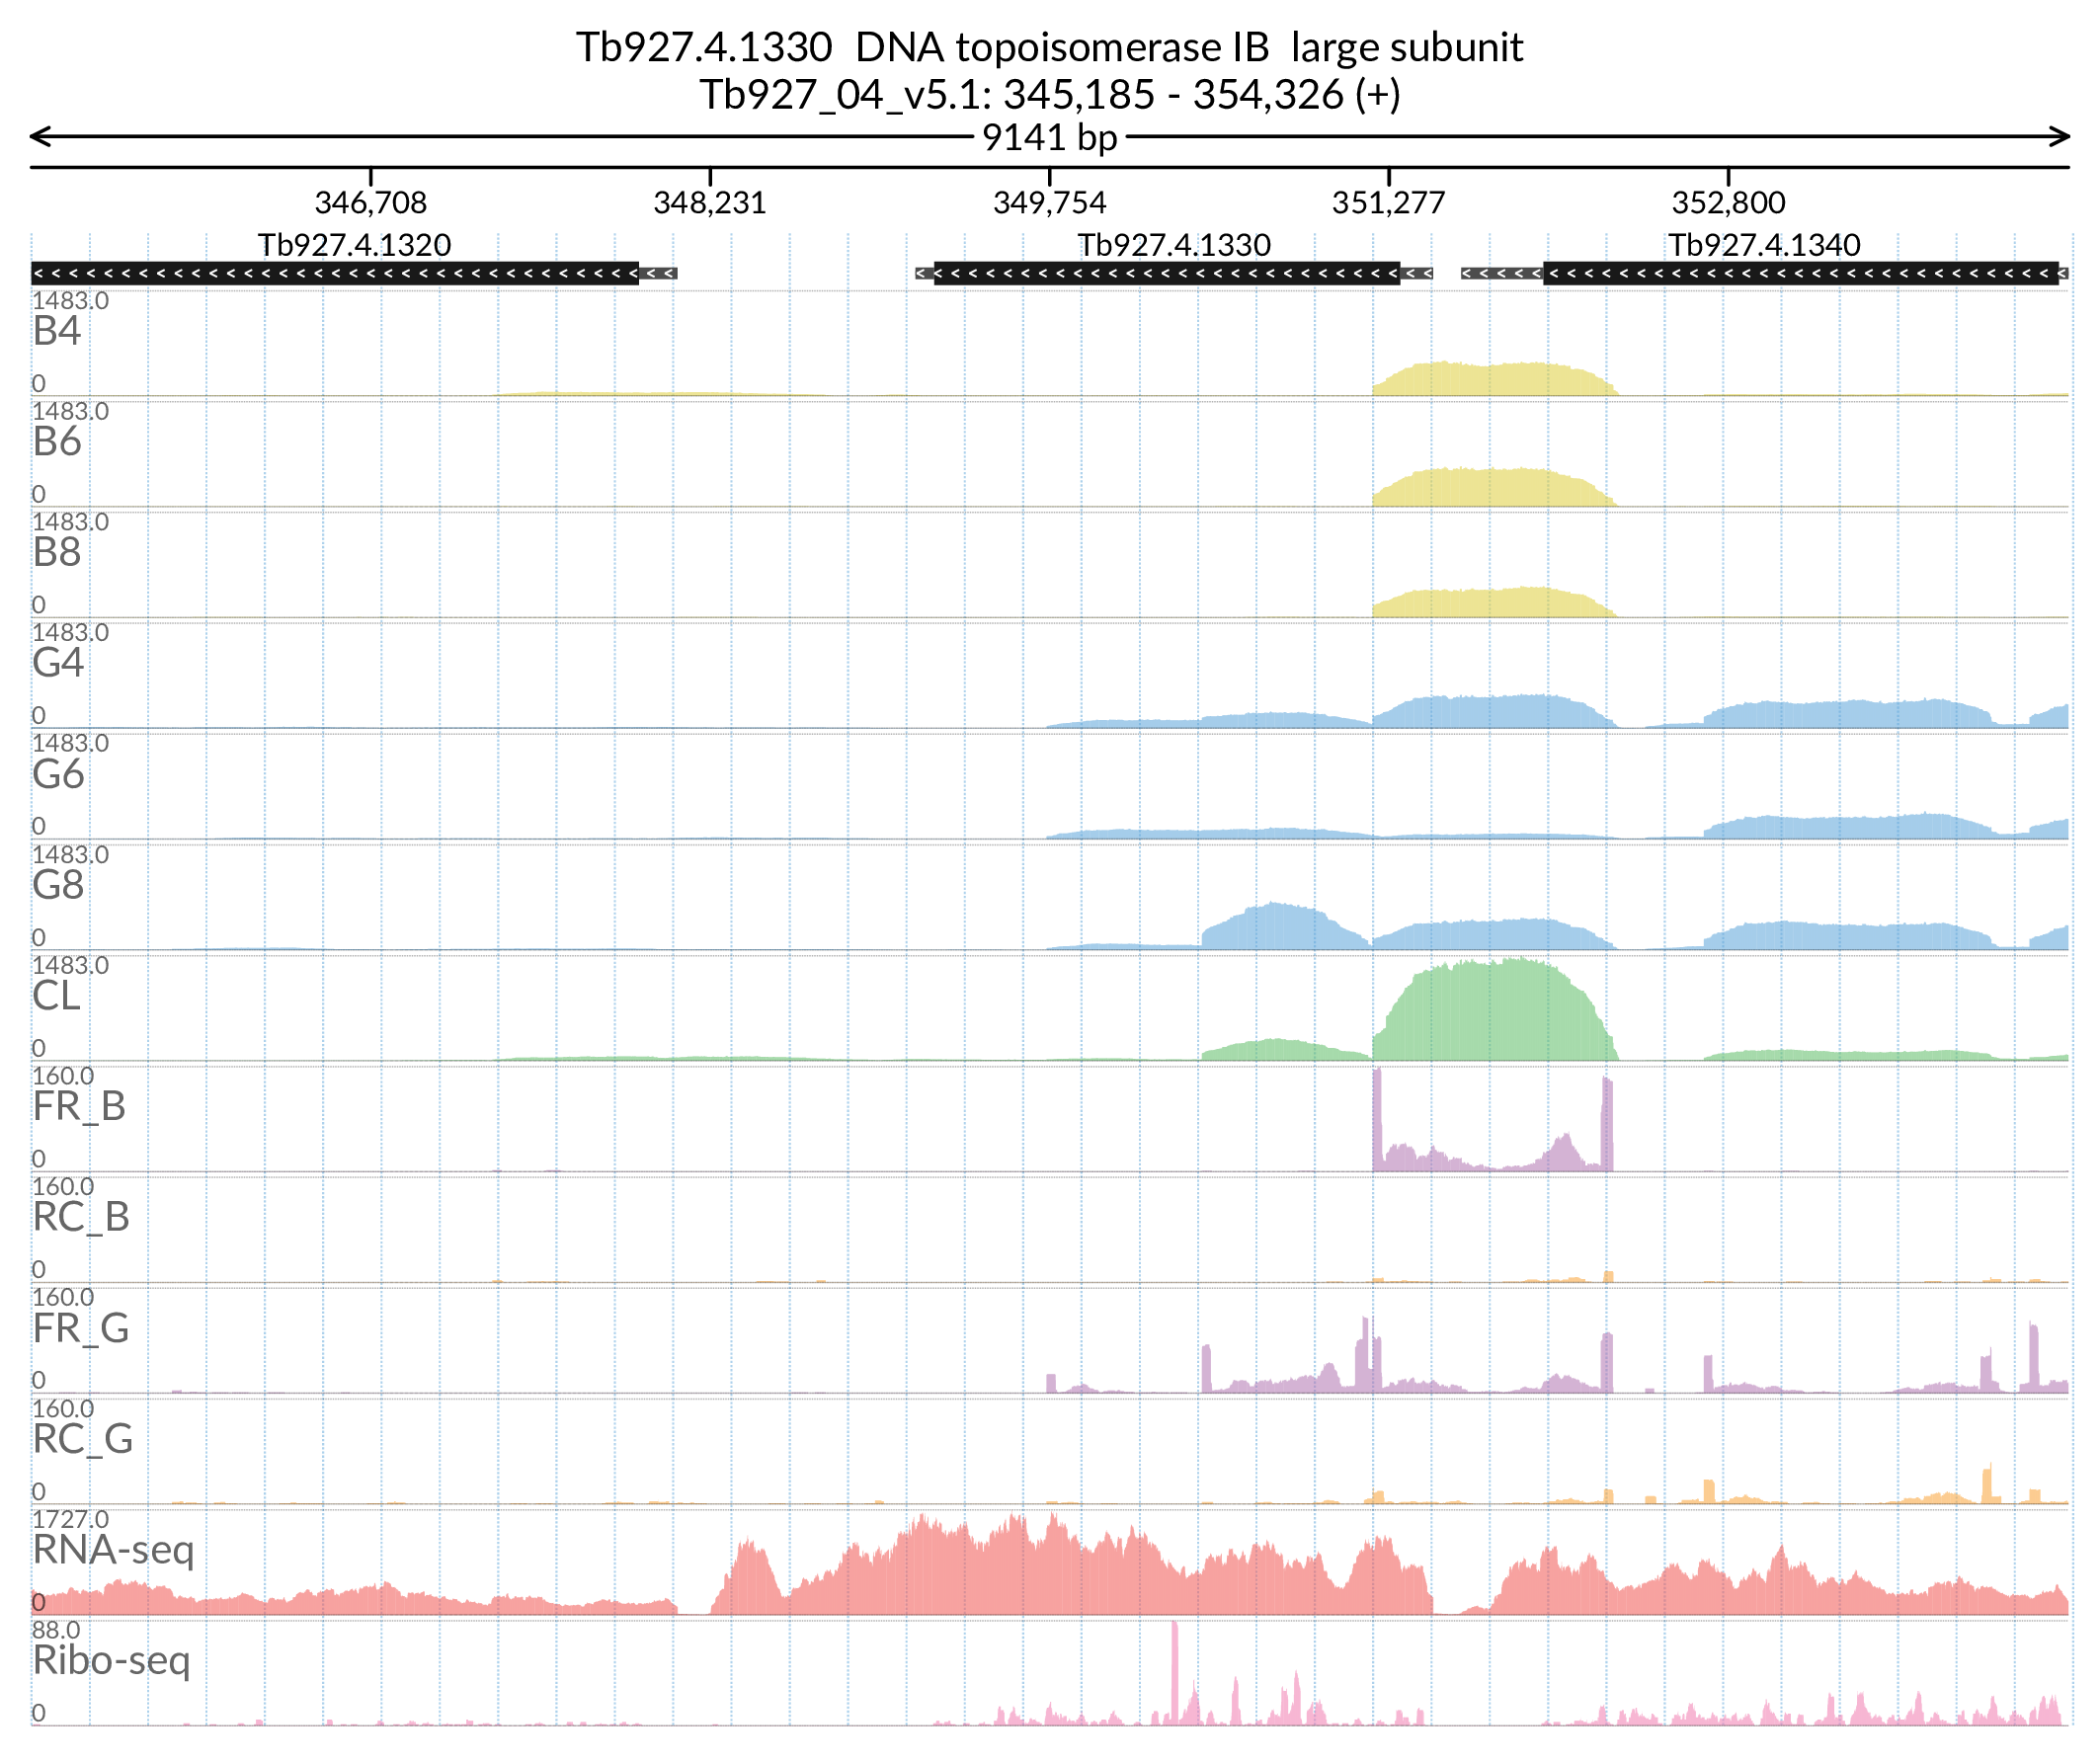 Tb927.4.1330  DNA topoisomerase IB  large subunit
Tb927_04_v5.1: 345,185 - 354,326 (+)
9141 bp
346,708 348,231 349,754 351,277 352,800
Tb927.4.1320 Tb927.4.1330 Tb927.4.1340
1483.0
B4
0
1483.0
B6
0
1483.0
B8
0
1483.0
G4
0
1483.0
G6
0
1483.0
G8
0
1483.0
CL
0
160.0
FR_B
0
160.0
RC_B
0
160.0
FR_G
0
160.0
RC_G
0
1727.0
RNA-seq
0
88.0
Ribo-seq
0